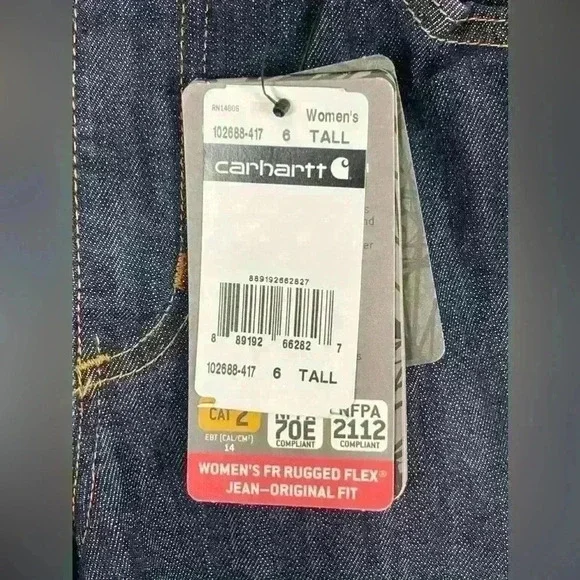 RN14806 Women's
102688-417 6 TALL
carhartt
889192662827
8 89192 66282 7
102688-417 6 TALL
CAT 2
EBT (CAL/CM²)
14
NFPA
70E
COMPLIANT
NFPA
2112
COMPLIANT
WOMEN'S FR RUGGED FLEX®
JEAN—ORIGINAL FIT